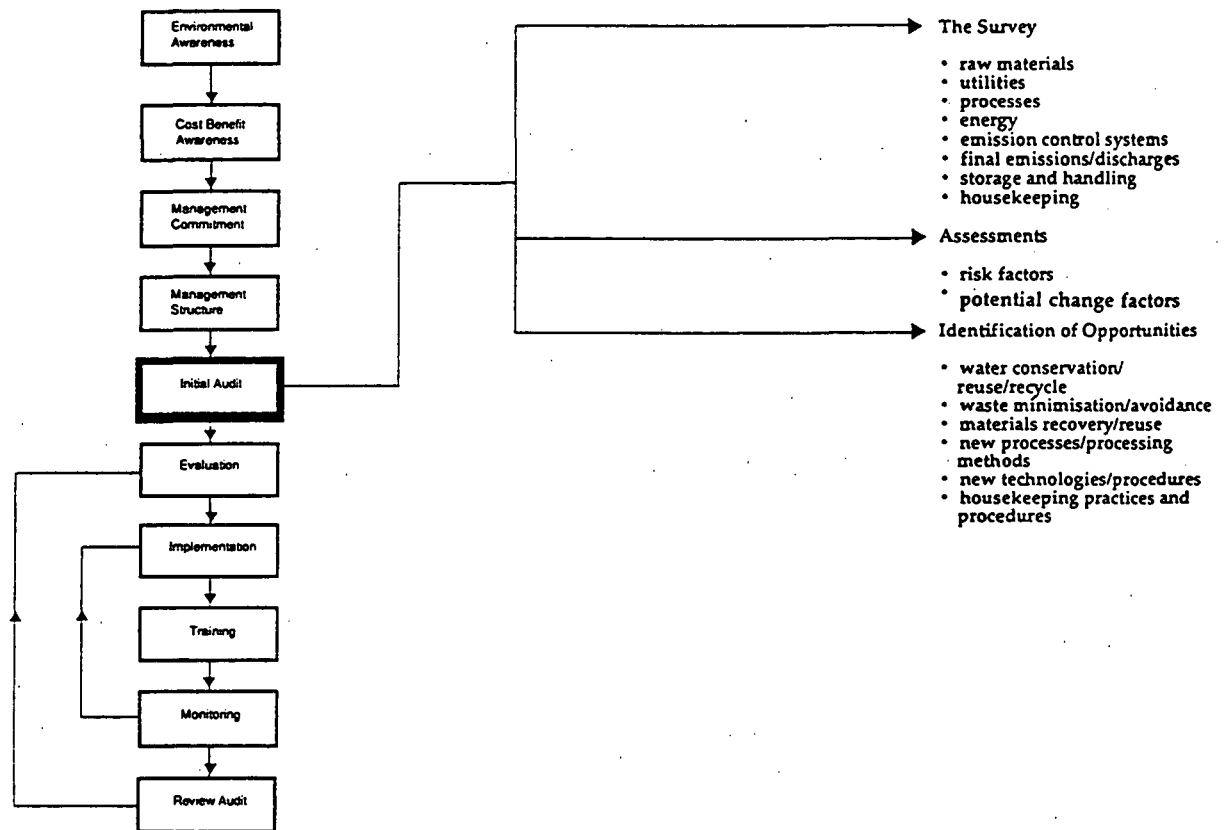 Environmental
Awareness
Cost Benefit
Awareness
Management
Commitment
Management
Structure
Initial Audit
Evaluation
Implementation
Training
Monitoring
Review Audit
The Survey
• raw materials
• utilities
• processes
• energy
• emission control systems
• final emissions/discharges
• storage and handling
• housekeeping
Assessments
• risk factors
• potential change factors
Identification of Opportunities
• water conservation/
reuse/recycle
• waste minimisation/avoidance
• materials recovery/reuse
• new processes/processing
methods
• new technologies/procedures
• housekeeping practices and
procedures